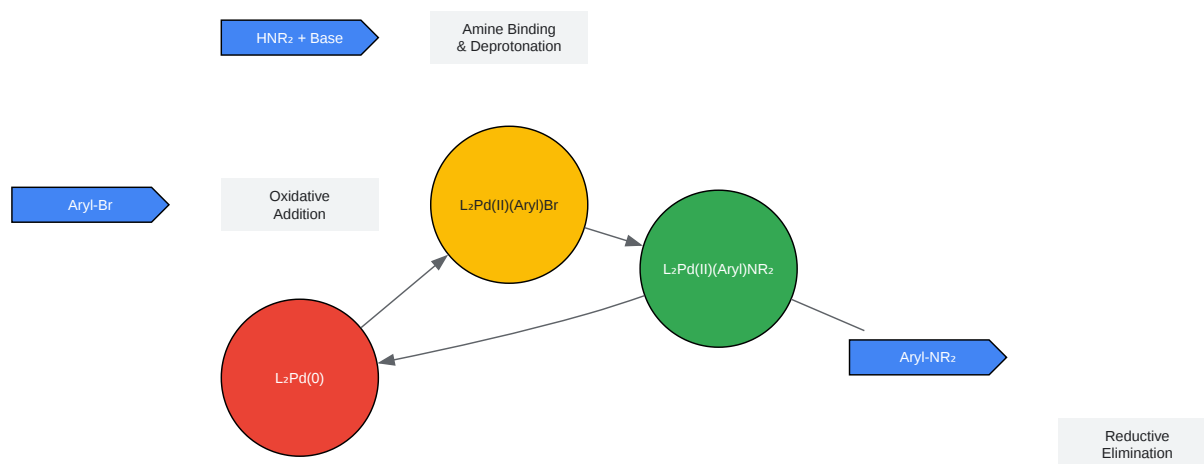 HNR₂ + Base
Amine Binding
& Deprotonation
Aryl-Br
Oxidative
Addition
L₂Pd(II)(Aryl)Br
L₂Pd(II)(Aryl)NR₂
L₂Pd(0)
Aryl-NR₂
Reductive
Elimination